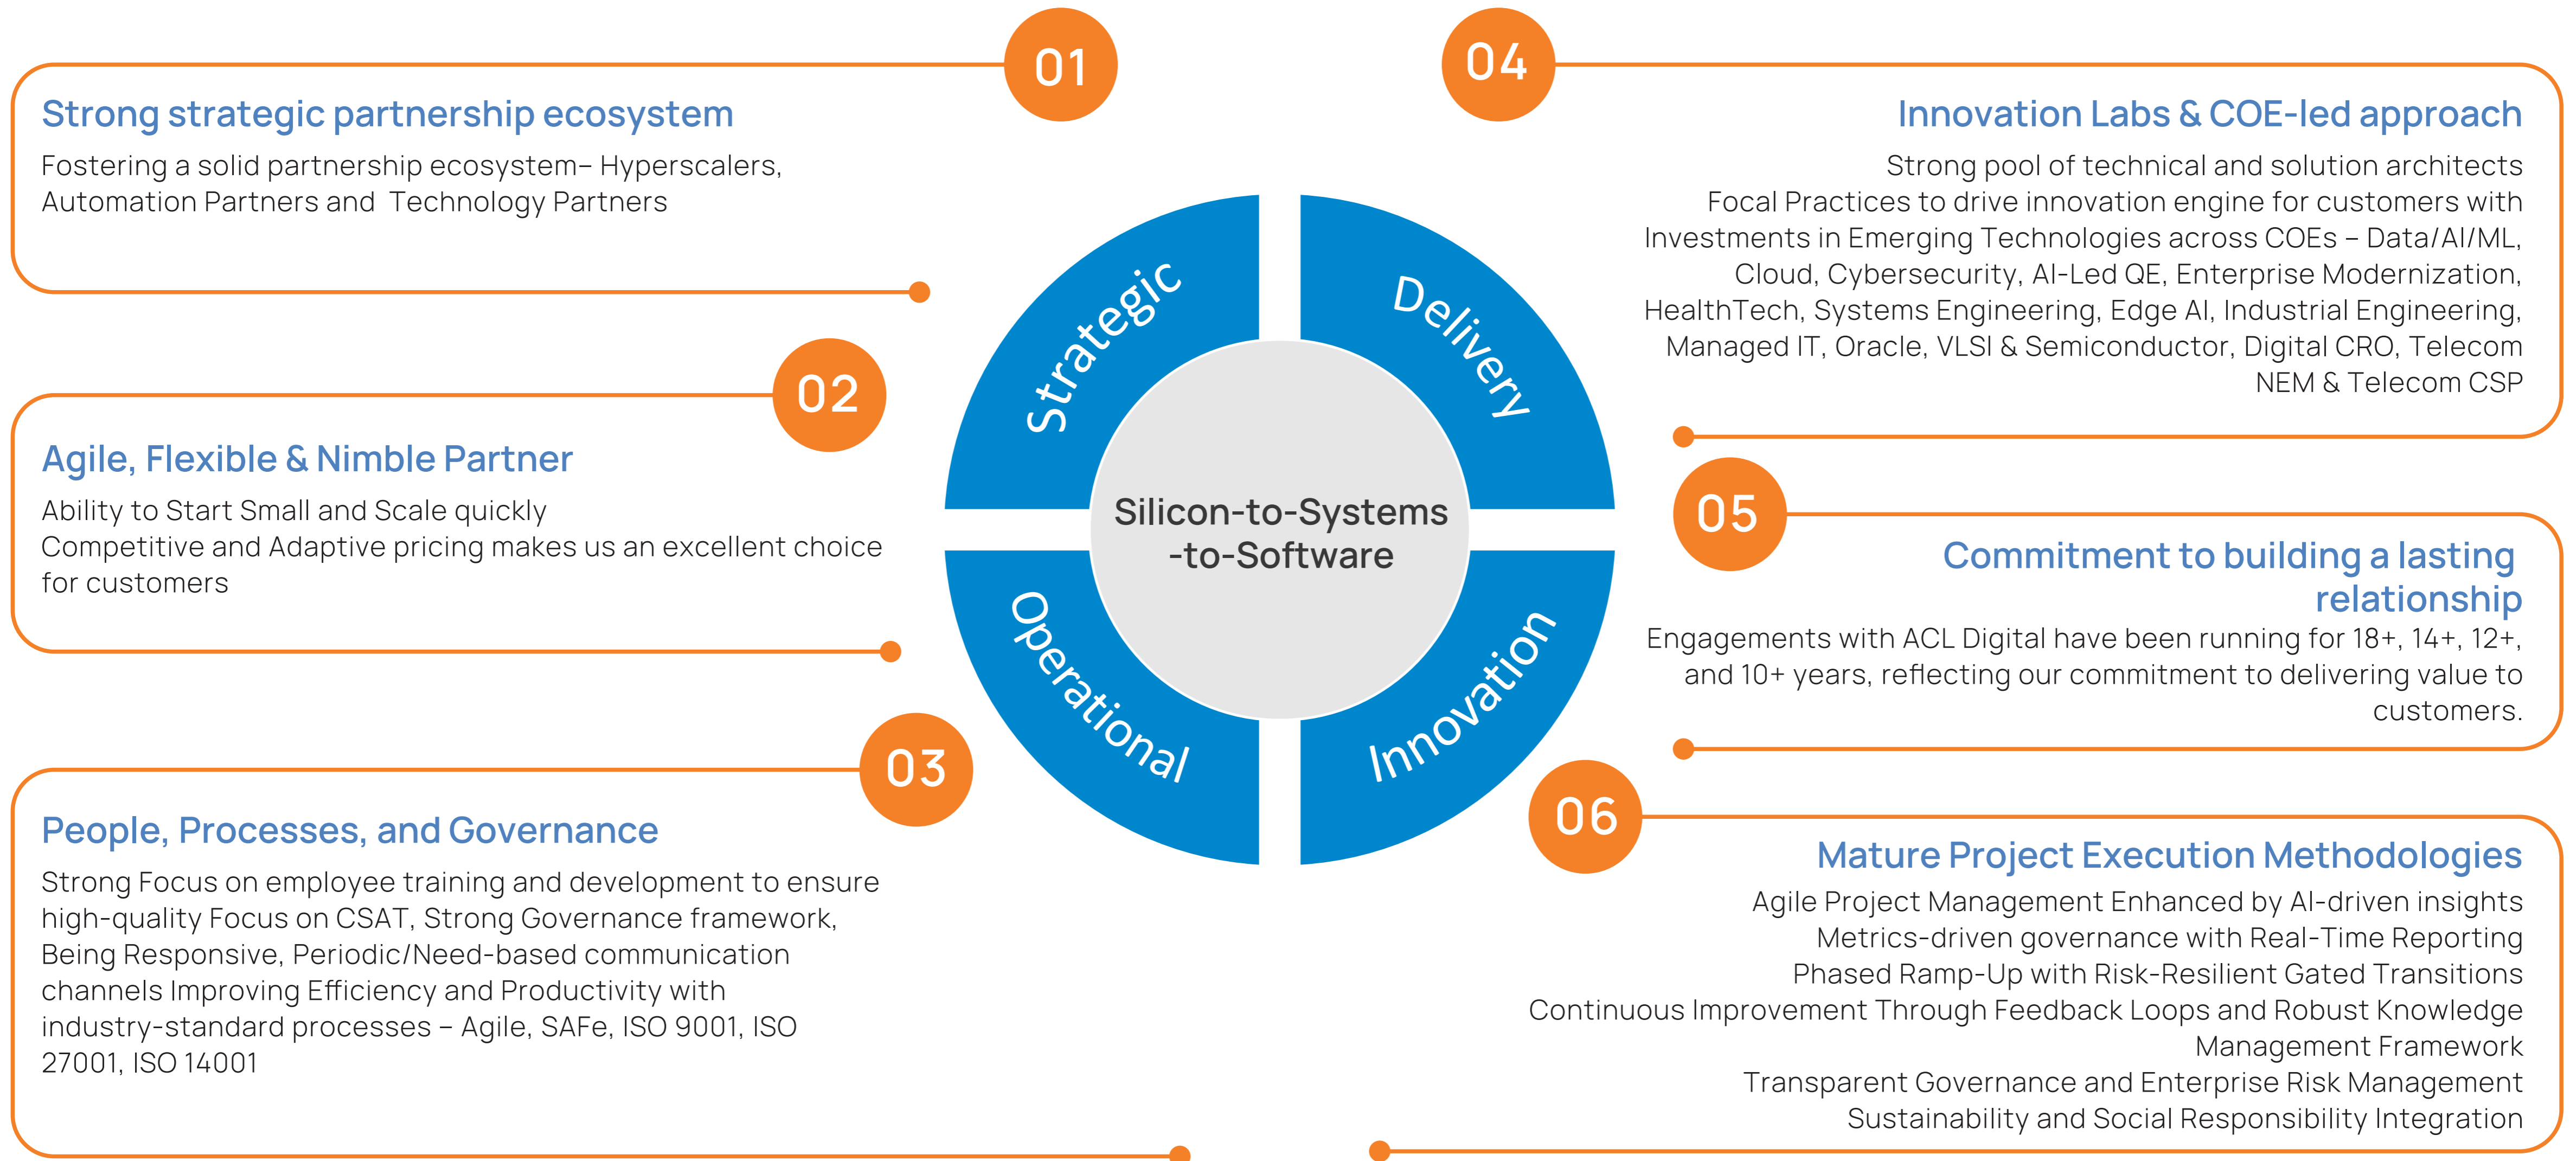 01
Strong strategic partnership ecosystem
Fostering a solid partnership ecosystem– Hyperscalers,
Automation Partners and  Technology Partners
02
Agile, Flexible & Nimble Partner
Ability to Start Small and Scale quickly
Competitive and Adaptive pricing makes us an excellent choice
for customers
03
People, Processes, and Governance
Strong Focus on employee training and development to ensure
high-quality Focus on CSAT, Strong Governance framework,
Being Responsive, Periodic/Need-based communication
channels Improving Efficiency and Productivity with
industry-standard processes – Agile, SAFe, ISO 9001, ISO
27001, ISO 14001
Strategic
Delivery
Silicon-to-Systems
-to-Software
Operational
Innovation
04
Innovation Labs & COE-led approach
Strong pool of technical and solution architects
Focal Practices to drive innovation engine for customers with
Investments in Emerging Technologies across COEs – Data/AI/ML,
Cloud, Cybersecurity, AI-Led QE, Enterprise Modernization,
HealthTech, Systems Engineering, Edge AI, Industrial Engineering,
Managed IT, Oracle, VLSI & Semiconductor, Digital CRO, Telecom
NEM & Telecom CSP
05
Commitment to building a lasting
relationship
Engagements with ACL Digital have been running for 18+, 14+, 12+,
and 10+ years, reflecting our commitment to delivering value to
customers.
06
Mature Project Execution Methodologies
Agile Project Management Enhanced by AI-driven insights
Metrics-driven governance with Real-Time Reporting
Phased Ramp-Up with Risk-Resilient Gated Transitions
Continuous Improvement Through Feedback Loops and Robust Knowledge
Management Framework
Transparent Governance and Enterprise Risk Management
Sustainability and Social Responsibility Integration